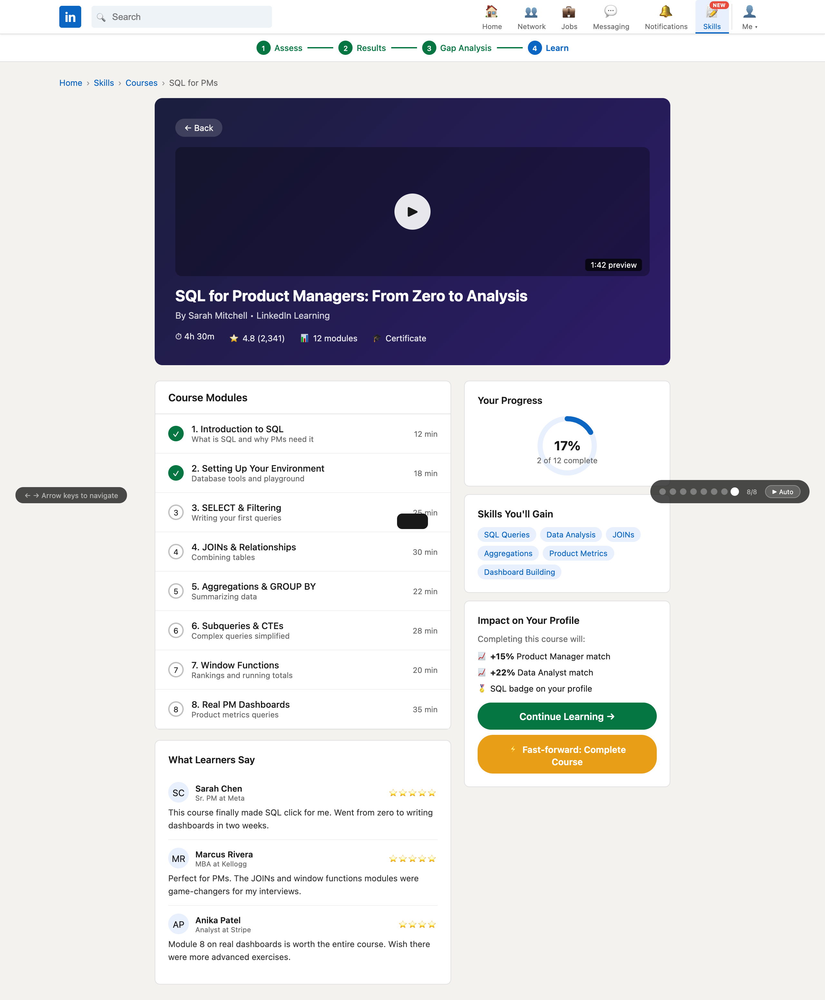 in
Search
Home
Network
Jobs
Messaging
Notifications
NEW
Skills
Me ▾
1 Assess
2 Results
3 Gap Analysis
4 Learn
Home › Skills › Courses › SQL for PMs
← Back
1:42 preview
SQL for Product Managers: From Zero to Analysis
By Sarah Mitchell • LinkedIn Learning
4h 30m
4.8 (2,341)
12 modules
Certificate
Course Modules
1. Introduction to SQL
What is SQL and why PMs need it
12 min
2. Setting Up Your Environment
Database tools and playground
18 min
3
3. SELECT & Filtering
Writing your first queries
25 min
4
4. JOINs & Relationships
Combining tables
30 min
5
5. Aggregations & GROUP BY
Summarizing data
22 min
6
6. Subqueries & CTEs
Complex queries simplified
28 min
7
7. Window Functions
Rankings and running totals
20 min
8
8. Real PM Dashboards
Product metrics queries
35 min
What Learners Say
SC
Sarah Chen
Sr. PM at Meta
This course finally made SQL click for me. Went from zero to writing
dashboards in two weeks.
MR
Marcus Rivera
MBA at Kellogg
Perfect for PMs. The JOINs and window functions modules were
game-changers for my interviews.
AP
Anika Patel
Analyst at Stripe
Module 8 on real dashboards is worth the entire course. Wish there
were more advanced exercises.
Your Progress
17%
2 of 12 complete
Skills You'll Gain
SQL Queries
Data Analysis
JOINs
Aggregations
Product Metrics
Dashboard Building
Impact on Your Profile
Completing this course will:
+15% Product Manager match
+22% Data Analyst match
SQL badge on your profile
Continue Learning →
Fast-forward: Complete
Course
← → Arrow keys to navigate
8/8
▶ Auto